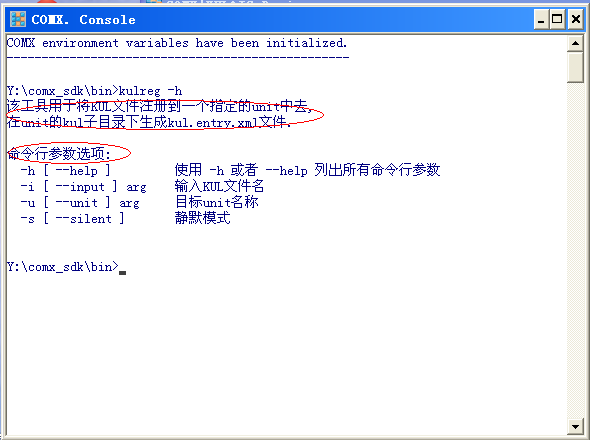 COMX. Console
COMX environment variables have been initialized.
-------------------------------------------------
Y:\comx_sdk\bin>kulreg -h
该工具用于将KUL文件注册到一个指定的unit中去,
在unit的kul子目录下生成kul.entry.xml文件.
命令行参数选项:
-h [ --help ] 使用 -h 或者 --help 列出所有命令行参数
-i [ --input ] arg 输入KUL文件名
-u [ --unit ] arg 目标unit名称
-s [ --silent ] 静默模式
Y:\comx_sdk\bin>